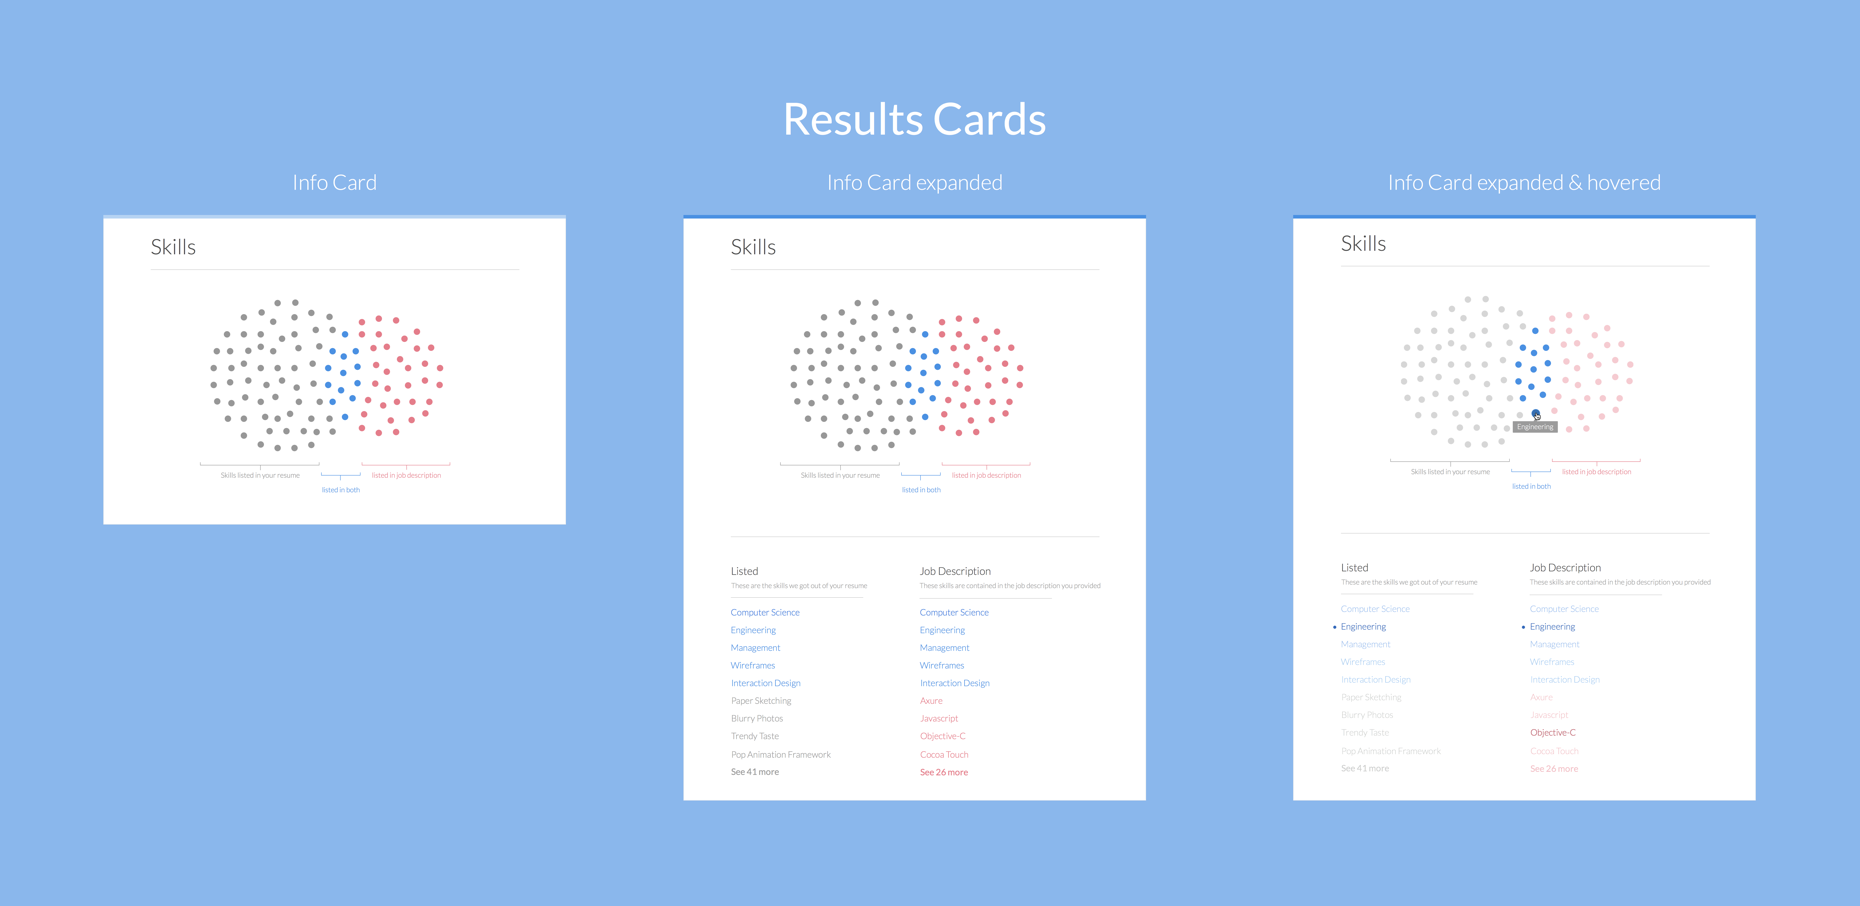 Results Cards
Info Card
Skills
Skills listed in your resume
listed in job description
listed in both
Info Card expanded
Skills
Skills listed in your resume
listed in job description
listed in both
Listed
These are the skills we got out of your resume
Computer Science
Engineering
Management
Wireframes
Interaction Design
Paper Sketching
Blurry Photos
Trendy Taste
Pop Animation Framework
See 41 more
Job Description
These skills are contained in the job description you provided
Computer Science
Engineering
Management
Wireframes
Interaction Design
Axure
Javascript
Objective-C
Cocoa Touch
See 26 more
Info Card expanded & hovered
Skills
Engineering
Skills listed in your resume
listed in job description
listed in both
Listed
These are the skills we got out of your resume
Computer Science
Engineering
Management
Wireframes
Interaction Design
Paper Sketching
Blurry Photos
Trendy Taste
Pop Animation Framework
See 41 more
Job Description
These skills are contained in the job description you provided
Computer Science
Engineering
Management
Wireframes
Interaction Design
Axure
Javascript
Objective-C
Cocoa Touch
See 26 more